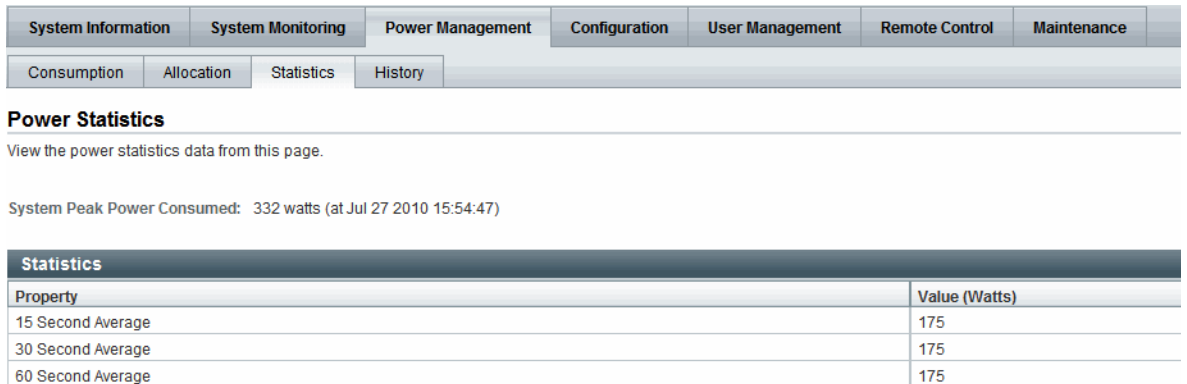 System Information System Monitoring Power Management Configuration User Management Remote Control Maintenance
Consumption Allocation Statistics History
Power Statistics
View the power statistics data from this page.
System Peak Power Consumed: 332 watts (at Jul 27 2010 15:54:47)
Statistics
Property Value (Watts)
15 Second Average 175
30 Second Average 175
60 Second Average 175